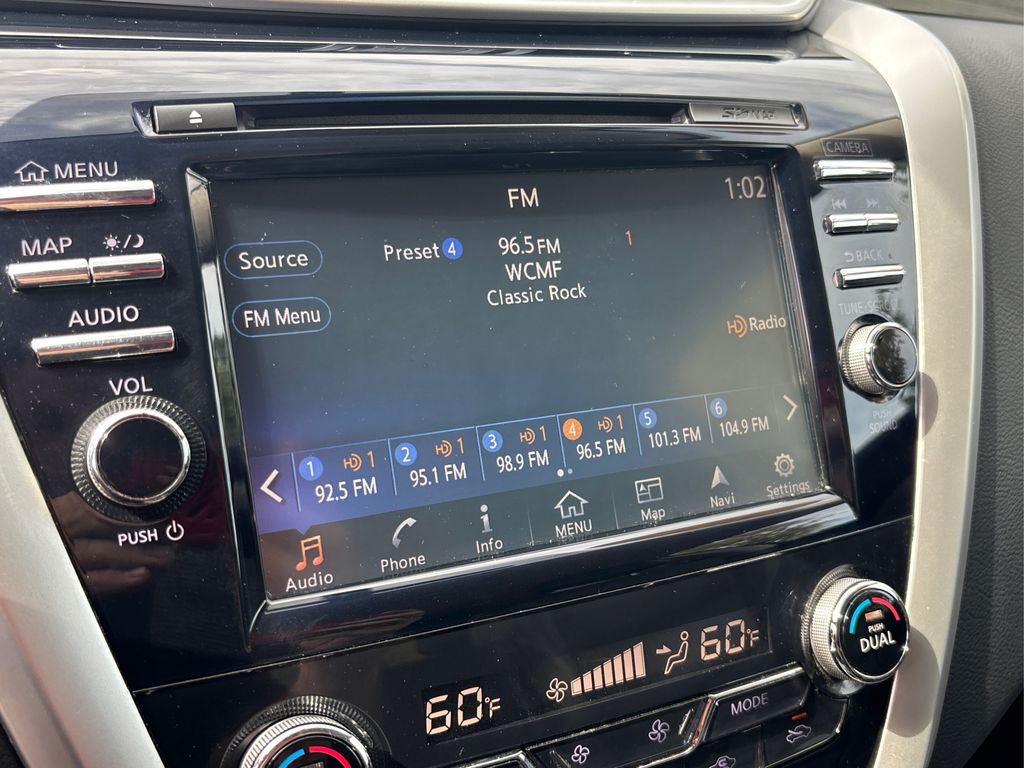 MENU
MAP
AUDIO
VOL
PUSH
FM
1:02
Source
Preset 4
96.5 FM
1
WCMF
Classic Rock
FM Menu
HD Radio
1 HD 1
92.5 FM
2 HD 1
95.1 FM
3 HD 1
98.9 FM
4 HD 1
96.5 FM
5
101.3 FM
6
104.9 FM
Audio
Phone
Info
MENU
Map
Navi
Settings
CAMERA
BACK
TUNE·SCROLL
PUSH
SOUND
60°F
60°F
PUSH
DUAL
MODE